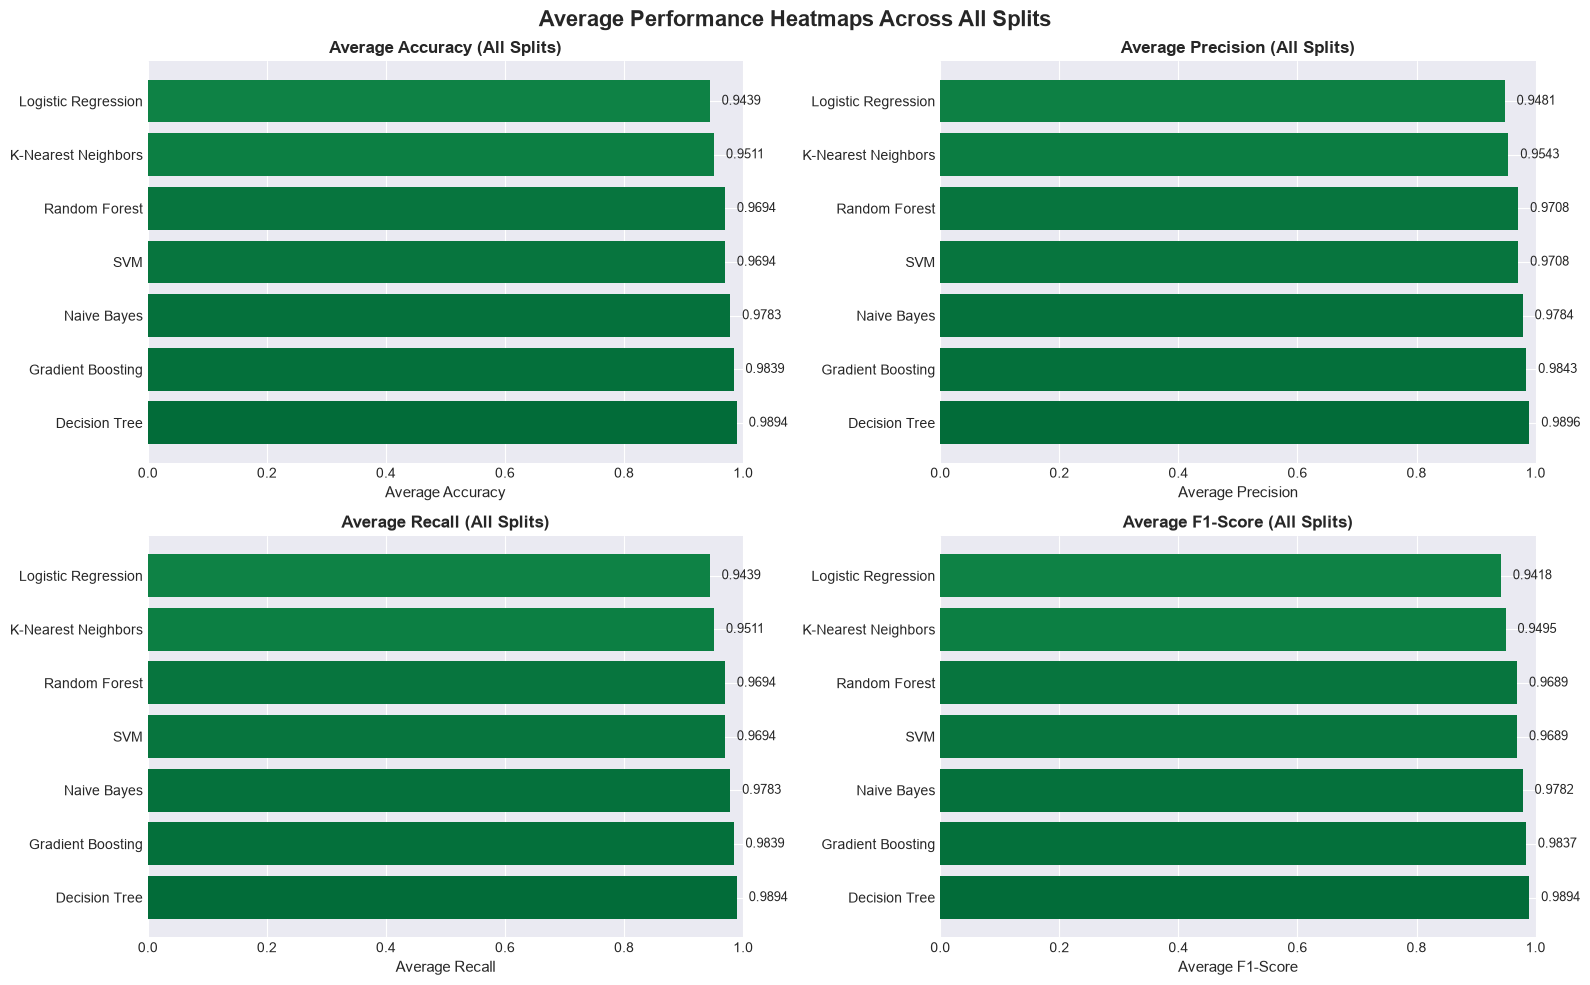 Average Performance Heatmaps Across All Splits
Average Accuracy (All Splits)
Logistic Regression 0.9439
K-Nearest Neighbors 0.9511
Random Forest 0.9694
SVM 0.9694
Naive Bayes 0.9783
Gradient Boosting 0.9839
Decision Tree 0.9894
0.0 0.2 0.4 0.6 0.8 1.0
Average Accuracy
Average Precision (All Splits)
Logistic Regression 0.9481
K-Nearest Neighbors 0.9543
Random Forest 0.9708
SVM 0.9708
Naive Bayes 0.9784
Gradient Boosting 0.9843
Decision Tree 0.9896
0.0 0.2 0.4 0.6 0.8 1.0
Average Precision
Average Recall (All Splits)
Logistic Regression 0.9439
K-Nearest Neighbors 0.9511
Random Forest 0.9694
SVM 0.9694
Naive Bayes 0.9783
Gradient Boosting 0.9839
Decision Tree 0.9894
0.0 0.2 0.4 0.6 0.8 1.0
Average Recall
Average F1-Score (All Splits)
Logistic Regression 0.9418
K-Nearest Neighbors 0.9495
Random Forest 0.9689
SVM 0.9689
Naive Bayes 0.9782
Gradient Boosting 0.9837
Decision Tree 0.9894
0.0 0.2 0.4 0.6 0.8 1.0
Average F1-Score